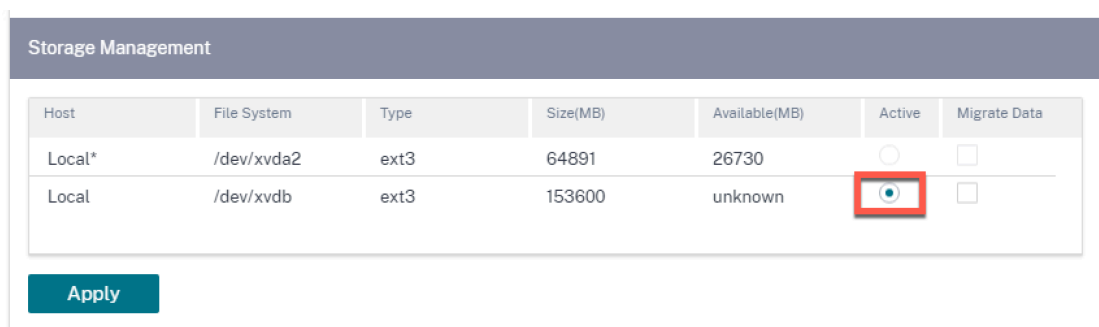 Storage Management
Host File System Type Size(MB) Available(MB) Active Migrate Data
Local* /dev/xvda2 ext3 64891 26730
Local /dev/xvdb ext3 153600 unknown
Apply